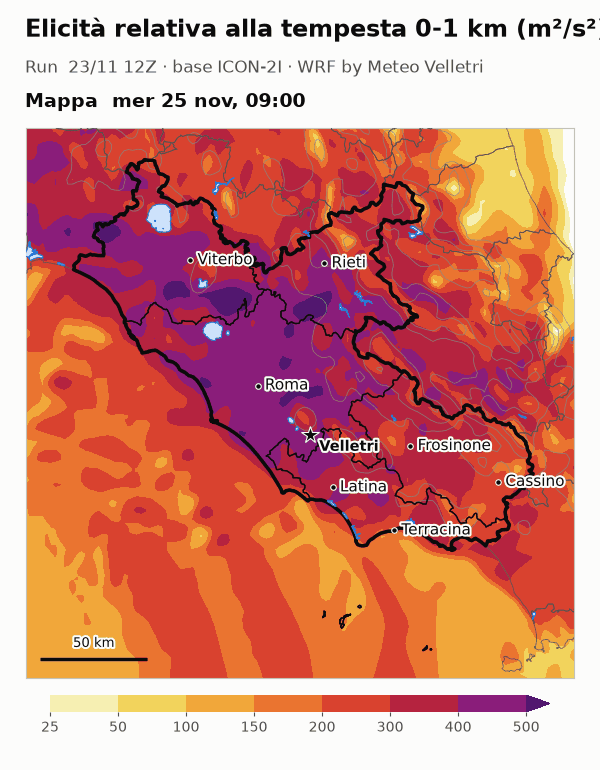 Elicità relativa alla tempesta 0-1 km (m²/s²)
Run  23/11 12Z · base ICON-2I · WRF by Meteo Velletri
Mappa  mer 25 nov, 09:00
Viterbo
Rieti
Roma
Velletri
Frosinone
Cassino
Latina
Terracina
50 km
25 50 100 150 200 300 400 500